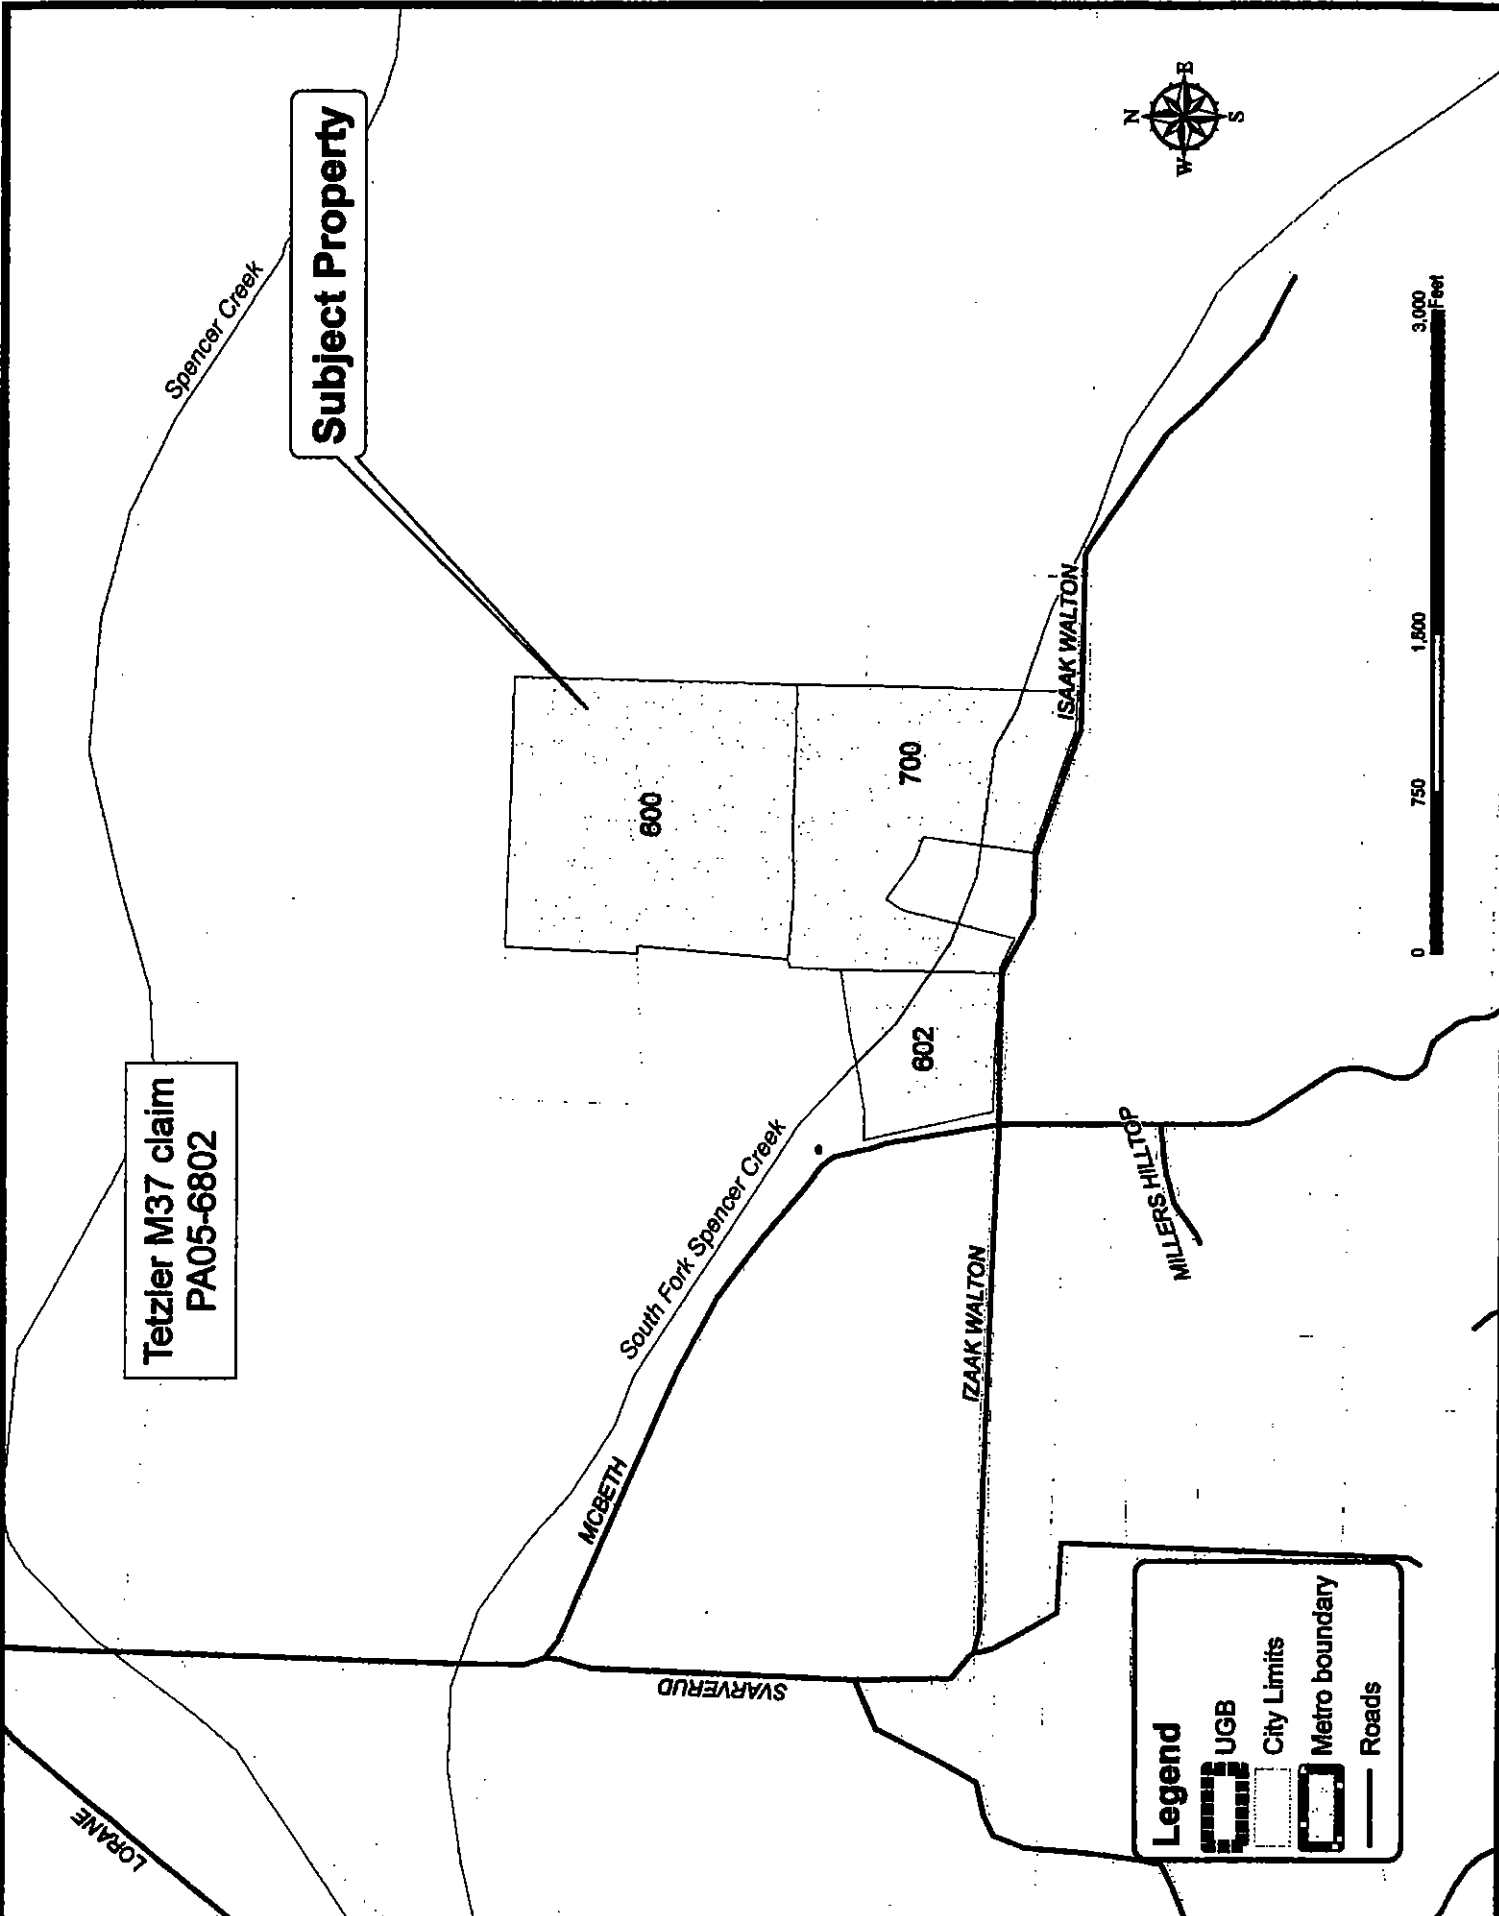 Tetzler M37 claim
PA05-6802
Subject Property
Spencer Creek
South Fork Spencer Creek
LORANE
MCBETH
SVARVERUD
IZAAK WALTON
ISAAK WALTON
MILLERS HILLTOP
600
700
602
N
W
E
S
0
750
1,500
3,000
Feet
Legend
UGB
City Limits
Metro boundary
Roads